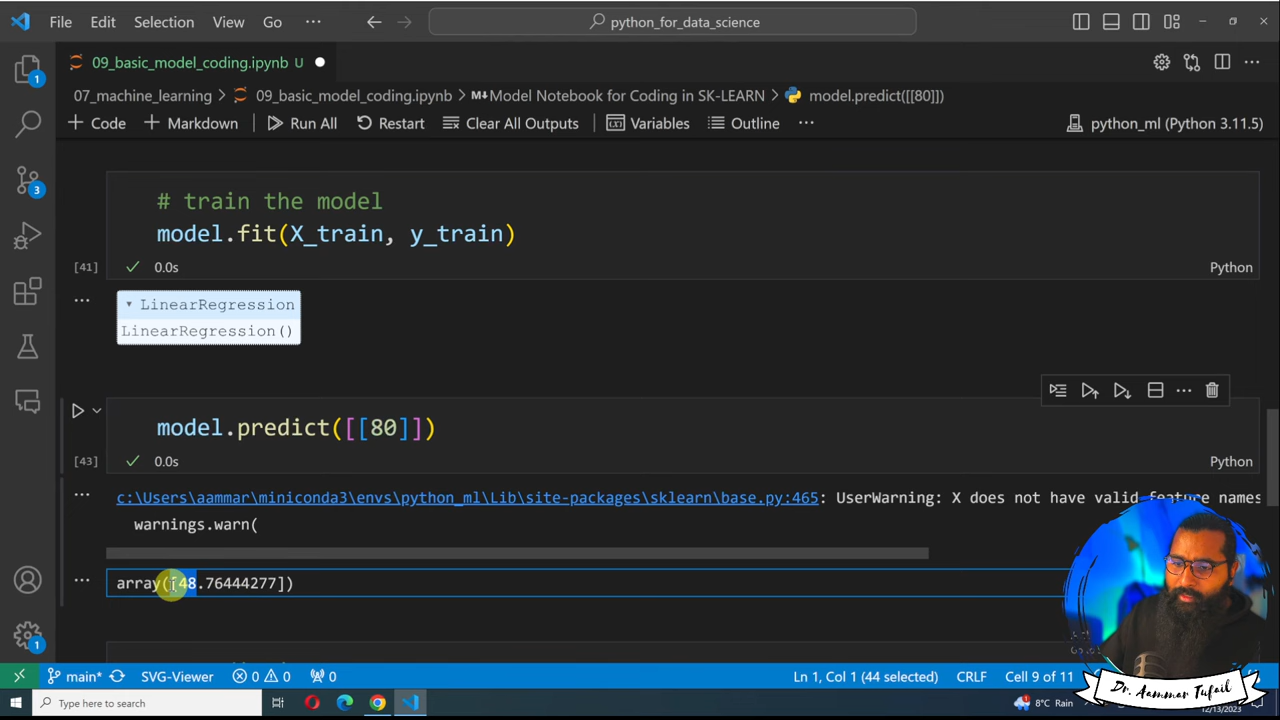 File Edit Selection View Go ··· python_for_data_science
09_basic_model_coding.ipynb U
07_machine_learning > 09_basic_model_coding.ipynb > M↓Model Notebook for Coding in SK-LEARN > model.predict([[80]])
+ Code + Markdown Run All Restart Clear All Outputs Variables Outline ··· python_ml (Python 3.11.5)
# train the model
model.fit(X_train, y_train)
[41] 0.0s Python
LinearRegression
LinearRegression()
model.predict([[80]])
[43] 0.0s Python
c:\Users\aammar\miniconda3\envs\python_ml\Lib\site-packages\sklearn\base.py:465: UserWarning: X does not have valid feature names
warnings.warn(
array([48.76444277])
main* SVG-Viewer 0 0 0 Ln 1, Col 1 (44 selected) CRLF Cell 9 of 11
Type here to search 8°C Rain
Dr. Aammar Tufail
12/13/2023